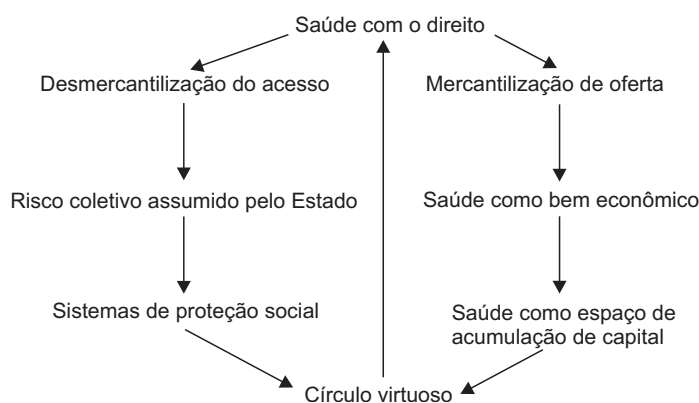 Saúde com o direito
Desmercantilização do acesso
Mercantilização de oferta
Risco coletivo assumido pelo Estado
Saúde como bem econômico
Sistemas de proteção social
Saúde como espaço de
acumulação de capital
Círculo virtuoso